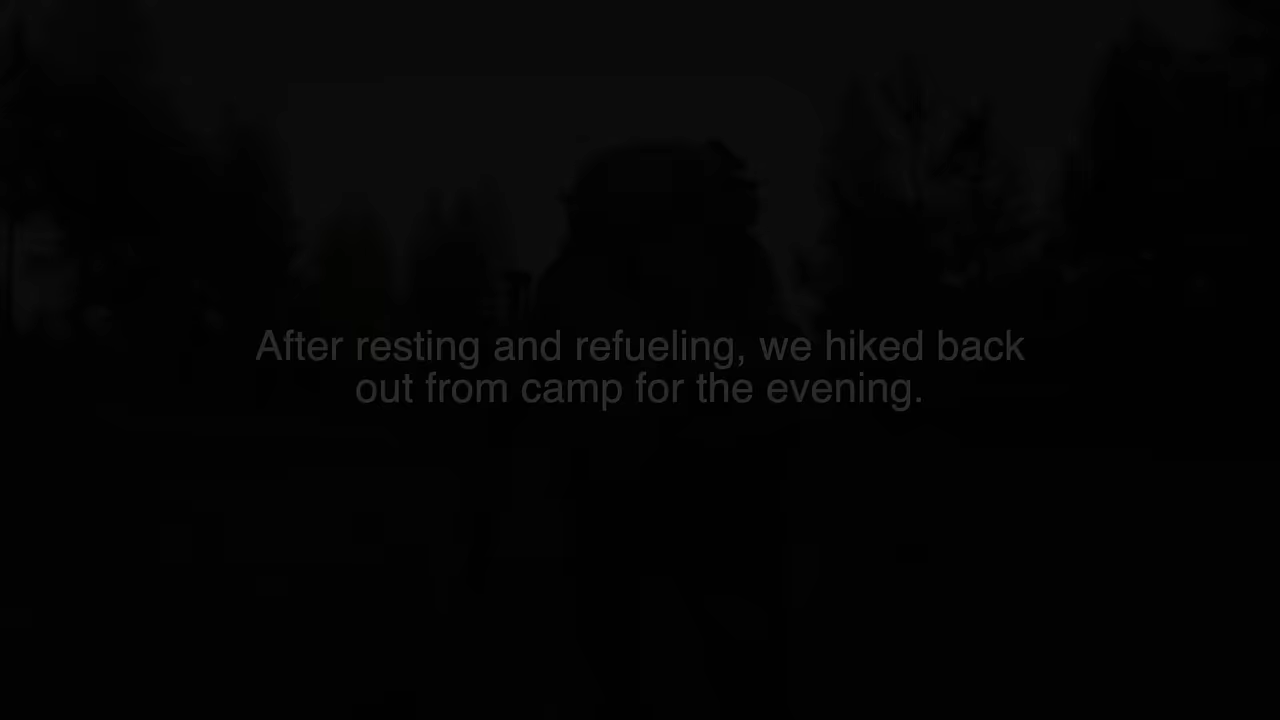 After resting and refueling, we hiked back
out from camp for the evening.